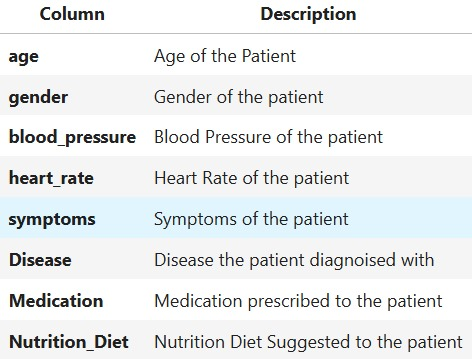 Column Description
age Age of the Patient
gender Gender of the patient
blood_pressure Blood Pressure of the patient
heart_rate Heart Rate of the patient
symptoms Symptoms of the patient
Disease Disease the patient diagnoised with
Medication Medication prescribed to the patient
Nutrition_Diet Nutrition Diet Suggested to the patient